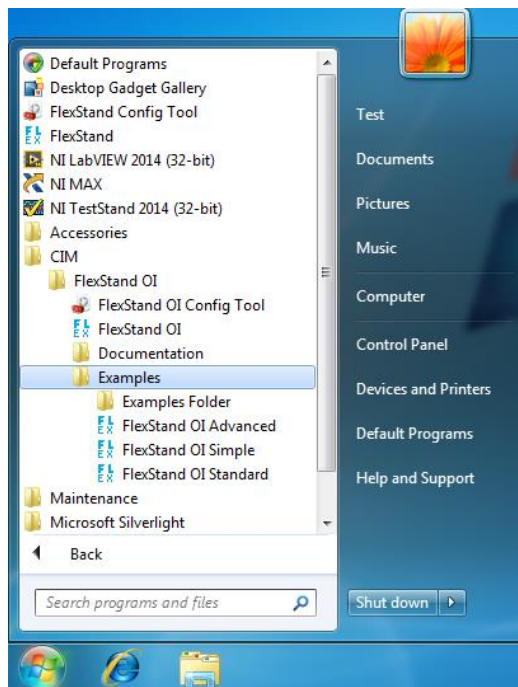 Default Programs
Desktop Gadget Gallery
FlexStand Config Tool
FlexStand
NI LabVIEW 2014 (32-bit)
NI MAX
NI TestStand 2014 (32-bit)
Accessories
CIM
FlexStand OI
FlexStand OI Config Tool
FlexStand OI
Documentation
Examples
Examples Folder
FlexStand OI Advanced
FlexStand OI Simple
FlexStand OI Standard
Maintenance
Microsoft Silverlight
Back
Search programs and files
Test
Documents
Pictures
Music
Computer
Control Panel
Devices and Printers
Default Programs
Help and Support
Shut down